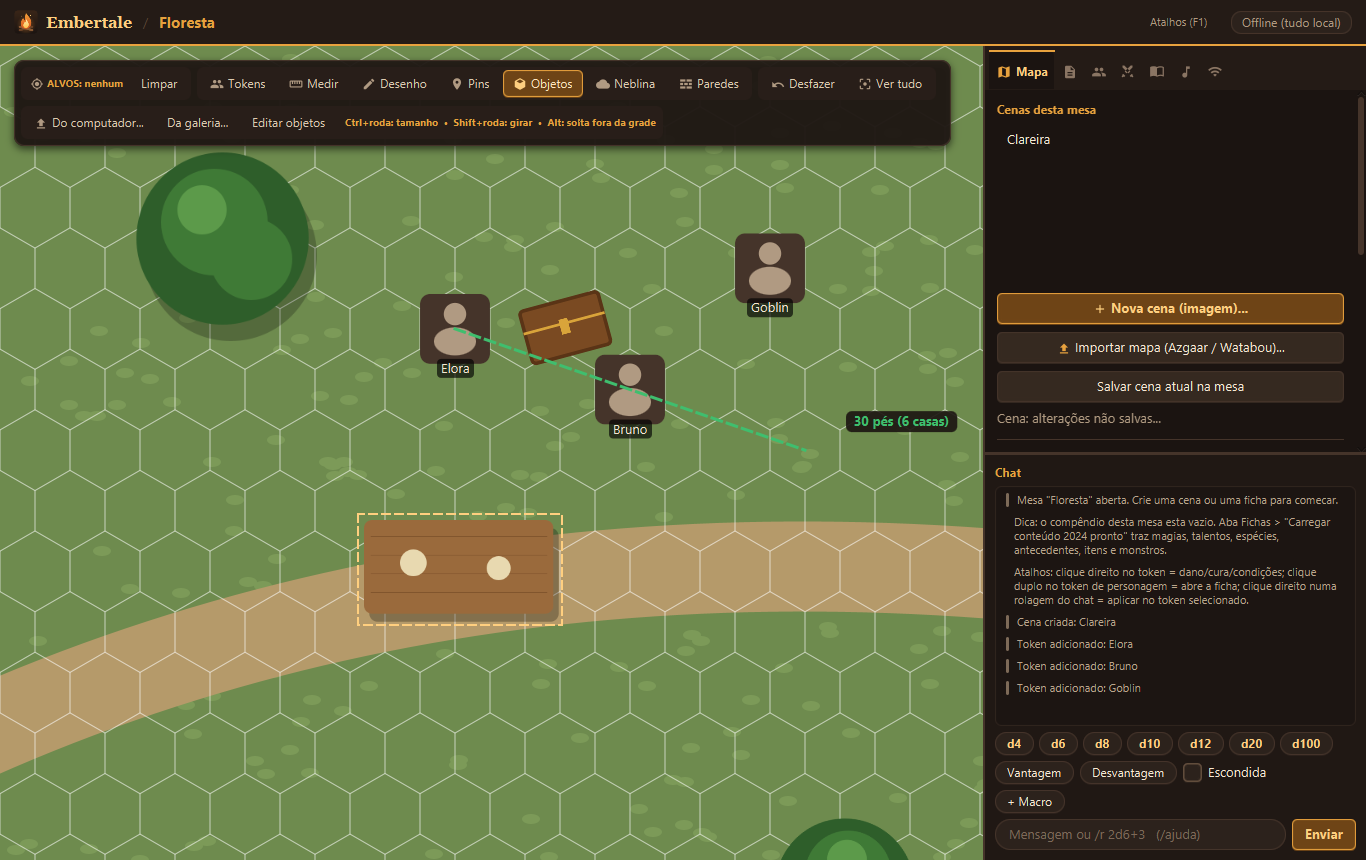 Embertale / Floresta
Atalhos (F1)
Offline (tudo local)
ALVOS: nenhum
Limpar
Tokens
Medir
Desenho
Pins
Objetos
Neblina
Paredes
Desfazer
Ver tudo
Do computador...
Da galeria...
Editar objetos
Ctrl+roda: tamanho • Shift+roda: girar • Alt: solta fora da grade
Goblin
Elora
Bruno
30 pés (6 casas)
Mapa
Cenas desta mesa
Clareira
+ Nova cena (imagem)...
Importar mapa (Azgaar / Watabou)...
Salvar cena atual na mesa
Cena: alterações não salvas...
Chat
Mesa "Floresta" aberta. Crie uma cena ou uma ficha para comecar.
Dica: o compêndio desta mesa esta vazio. Aba Fichas > "Carregar
conteúdo 2024 pronto" traz magias, talentos, espécies,
antecedentes, itens e monstros.
Atalhos: clique direito no token = dano/cura/condições; clique
duplo no token de personagem = abre a ficha; clique direito numa
rolagem do chat = aplicar no token selecionado.
Cena criada: Clareira
Token adicionado: Elora
Token adicionado: Bruno
Token adicionado: Goblin
d4
d6
d8
d10
d12
d20
d100
Vantagem
Desvantagem
Escondida
+ Macro
Mensagem ou /r 2d6+3 (/ajuda)
Enviar